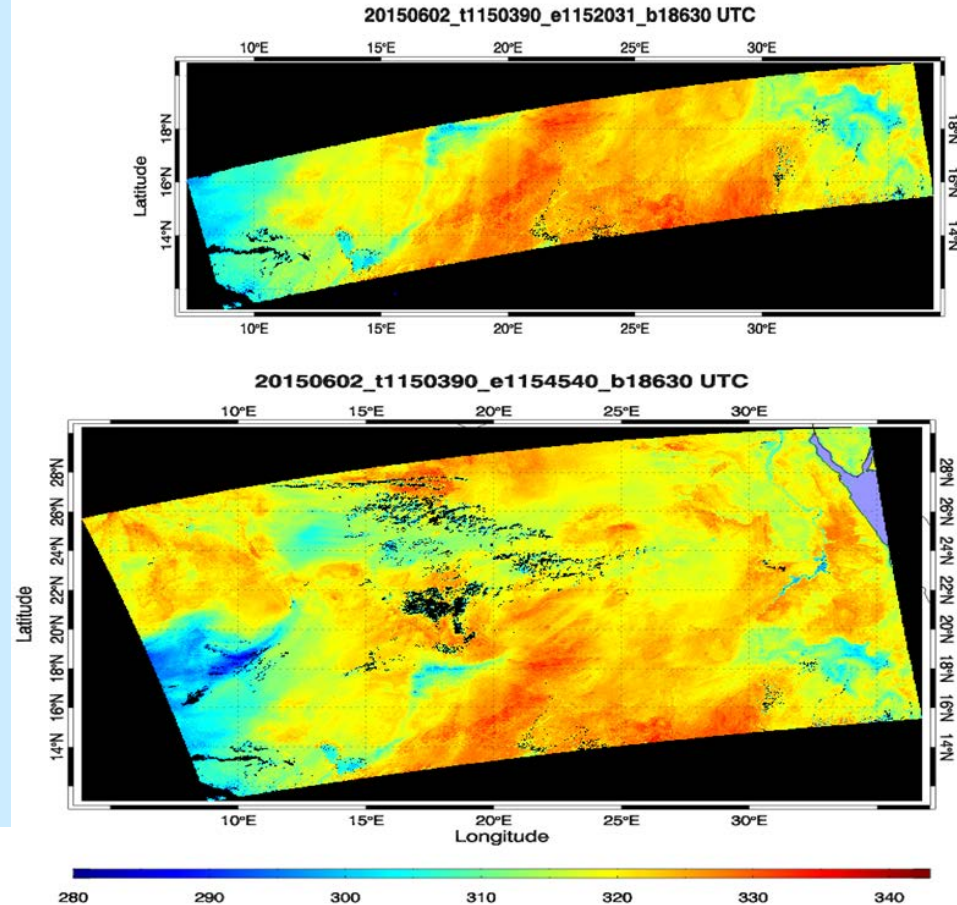 20150602_t1150390_e1152031_b18630 UTC
10°E 15°E 20°E 25°E 30°E
18°N 18°N
16°N 16°N
14°N 14°N
Latitude
10°E 15°E 20°E 25°E 30°E
20150602_t1150390_e1154540_b18630 UTC
10°E 15°E 20°E 25°E 30°E
28°N 28°N
26°N 26°N
24°N 24°N
22°N 22°N
20°N 20°N
18°N 18°N
16°N 16°N
14°N 14°N
Latitude
10°E 15°E 20°E 25°E 30°E
Longitude
280 290 300 310 320 330 340